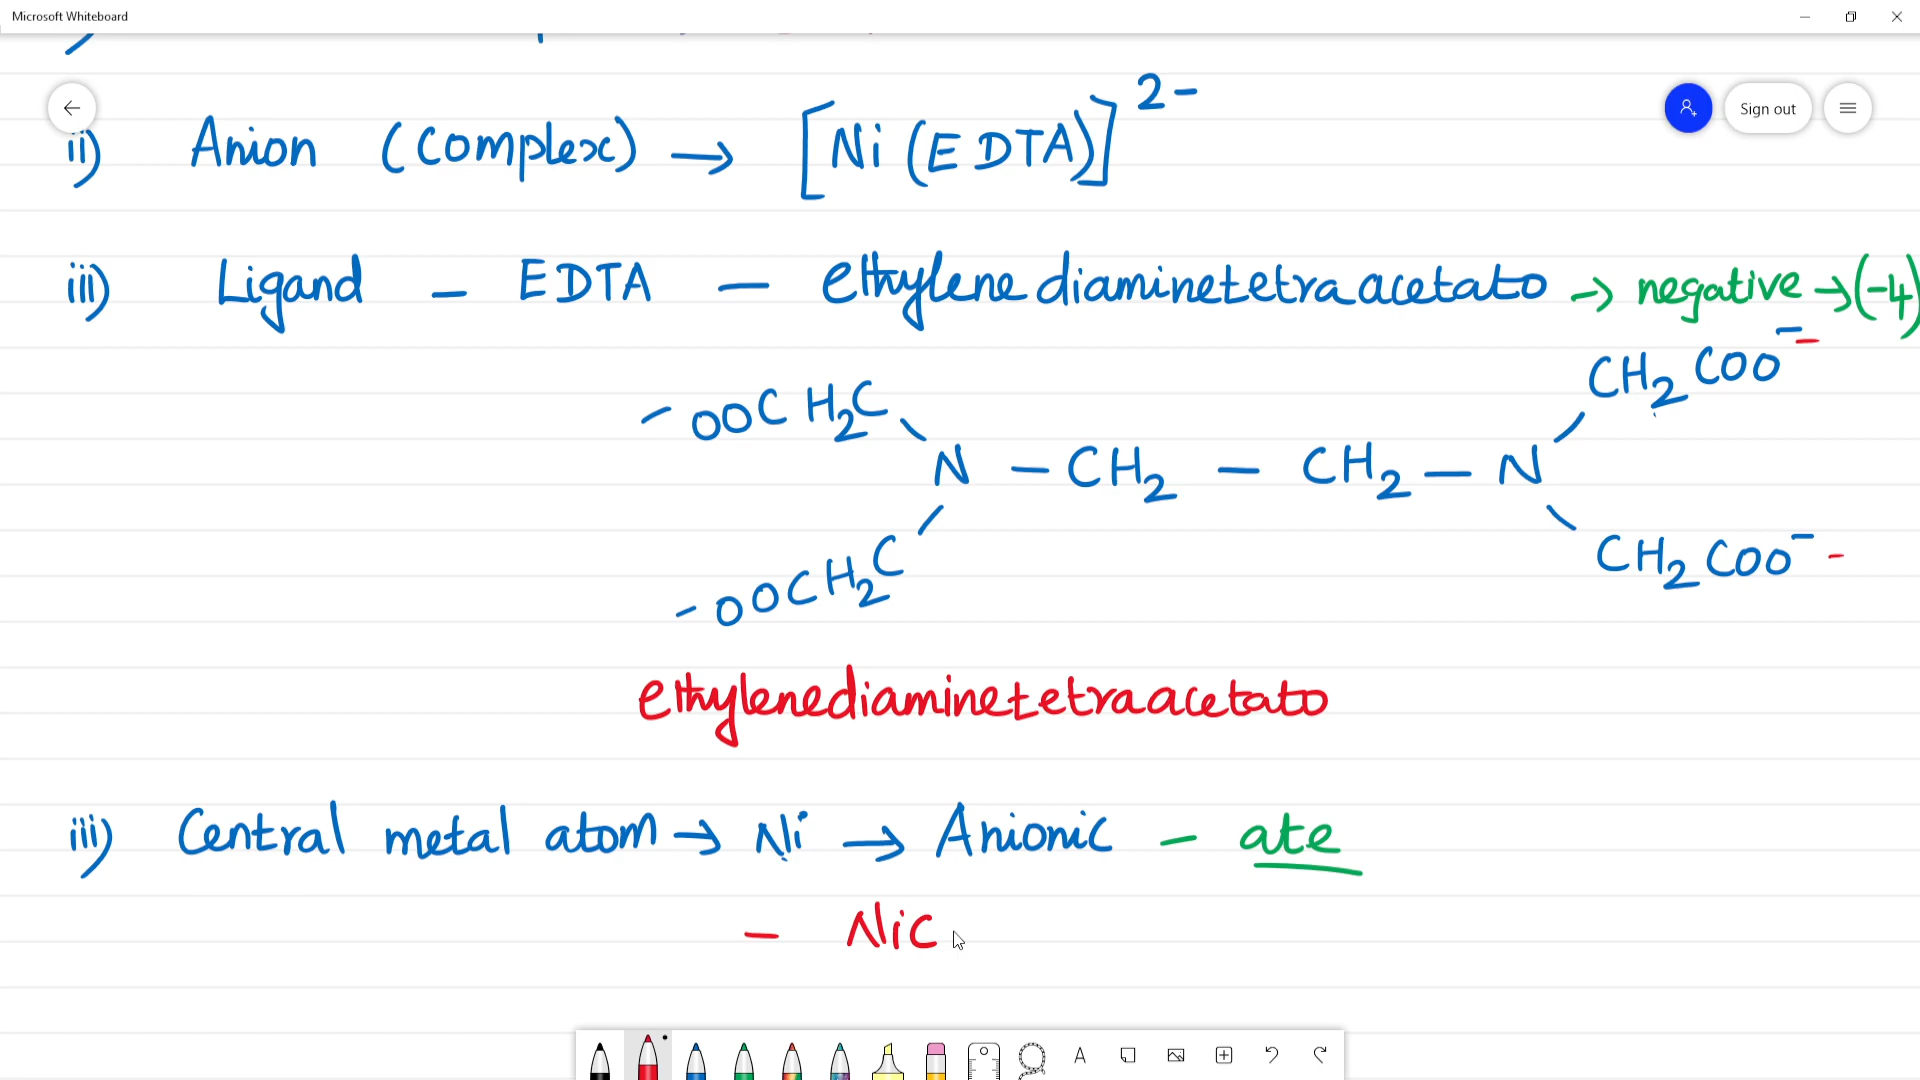 Microsoft Whiteboard
Sign out
ii) Anion (Complex) → [Ni(EDTA)]2-
iii) Ligand - EDTA - ethylenediaminetetraacetato → negative → (-4)
-OOCH2C CH2COO- -
N - CH2 - CH2 - N
-OOCH2C CH2COO- -
ethylenediaminetetraacetato
iii) Central metal atom → Ni → Anionic - ate
- Nic
A